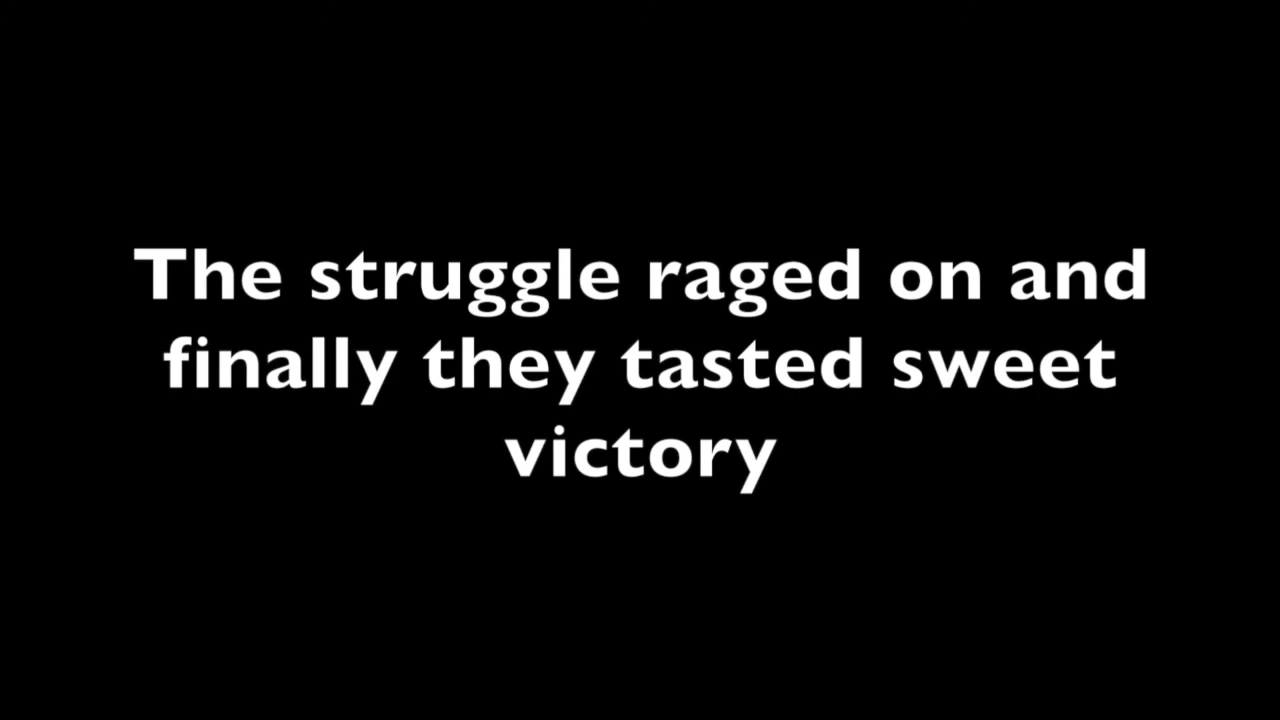 The struggle raged on and
finally they tasted sweet
victory